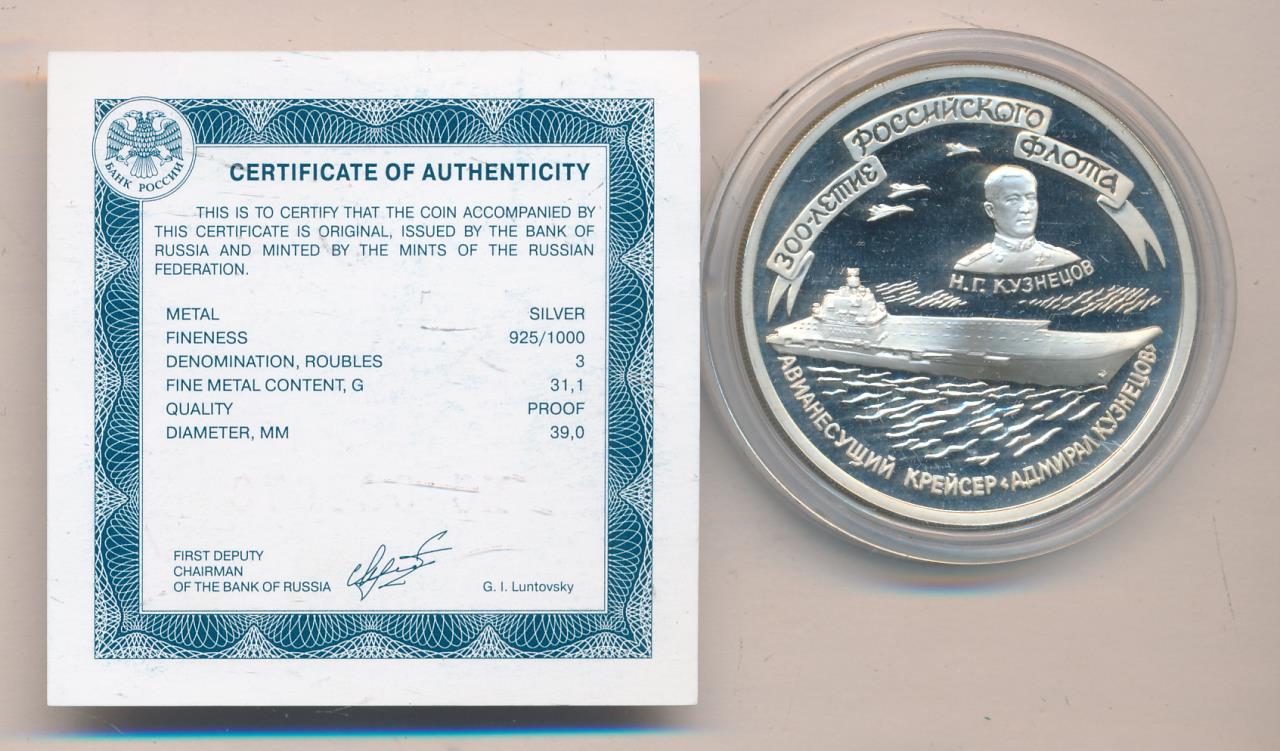 БАНК РОССИИ
CERTIFICATE OF AUTHENTICITY
THIS IS TO CERTIFY THAT THE COIN ACCOMPANIED BY
THIS CERTIFICATE IS ORIGINAL, ISSUED BY THE BANK OF
RUSSIA AND MINTED BY THE MINTS OF THE RUSSIAN
FEDERATION.
METAL SILVER
FINENESS 925/1000
DENOMINATION, ROUBLES 3
FINE METAL CONTENT, G 31,1
QUALITY PROOF
DIAMETER, MM 39,0
FIRST DEPUTY
CHAIRMAN
OF THE BANK OF RUSSIA G. I. Luntovsky
300-ЛЕТИЕ РОССИЙСКОГО ФЛОТА
Н.Г. КУЗНЕЦОВ
АВИАНЕСУЩИЙ КРЕЙСЕР «АДМИРАЛ КУЗНЕЦОВ»